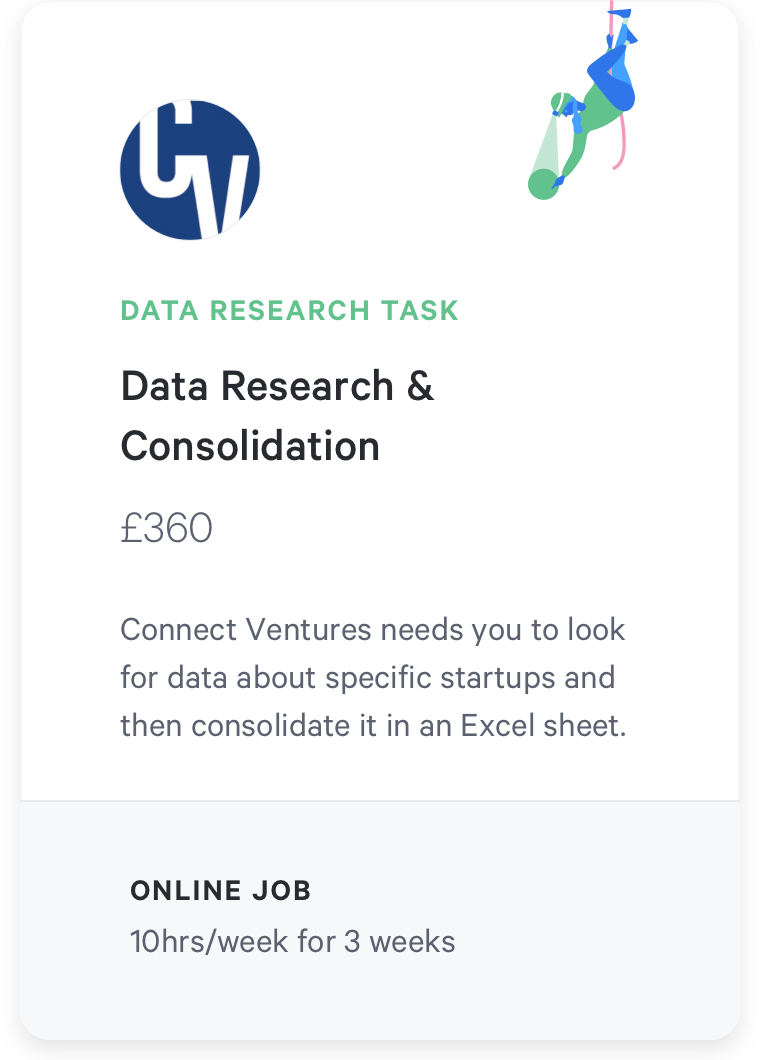 CV
DATA RESEARCH TASK
Data Research &
Consolidation
£360
Connect Ventures needs you to look
for data about specific startups and
then consolidate it in an Excel sheet.
ONLINE JOB
10hrs/week for 3 weeks